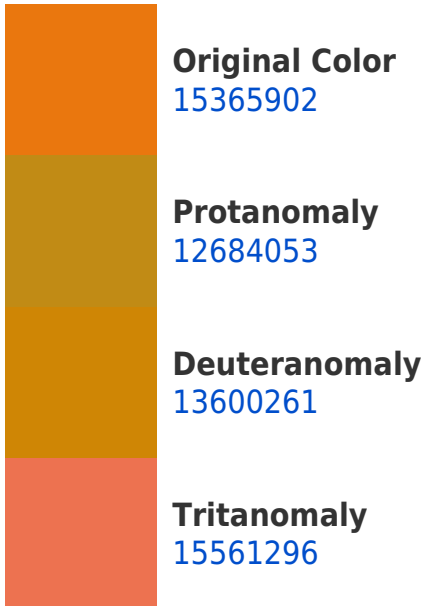 Original Color
15365902
Protanomaly
12684053
Deuteranomaly
13600261
Tritanomaly
15561296